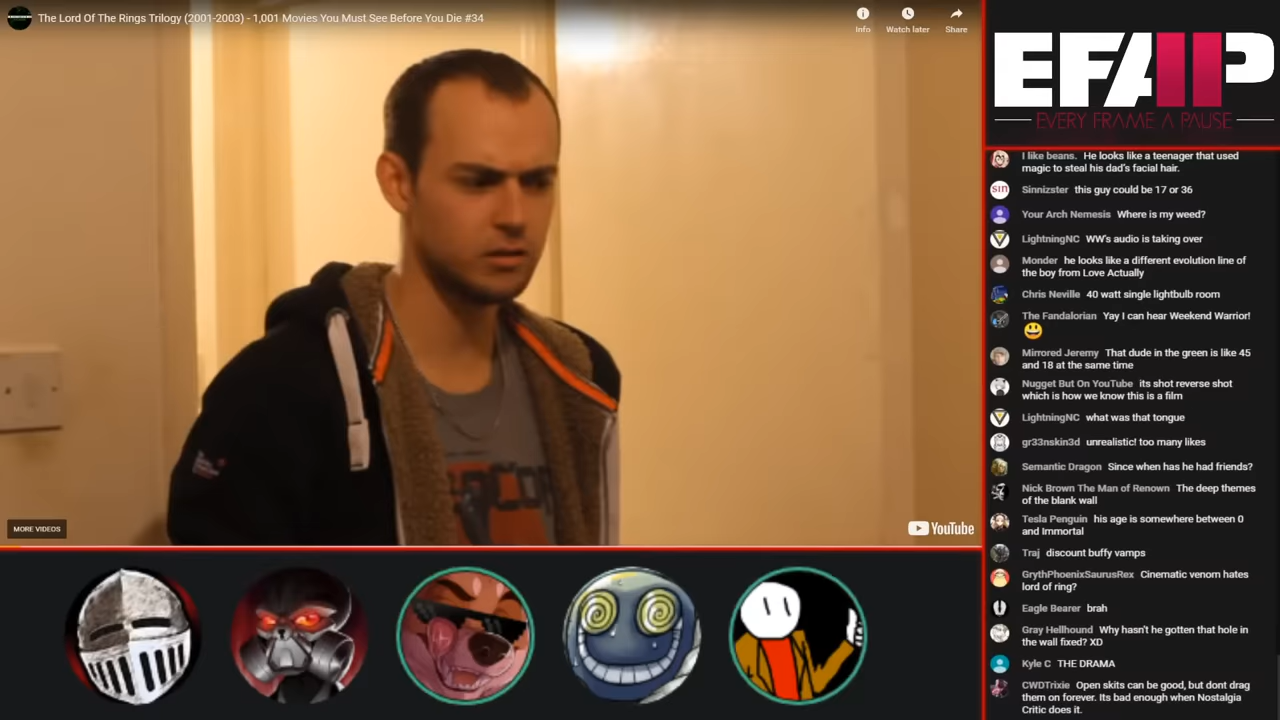 The Lord Of The Rings Trilogy (2001-2003) - 1,001 Movies You Must See Before You Die #34
Info
Watch later
Share
MORE VIDEOS
YouTube
EFAP
EVERY FRAME A PAUSE
I like beans. He looks like a teenager that used
magic to steal his dad's facial hair.
sin
Sinnizster this guy could be 17 or 36
Your Arch Nemesis Where is my weed?
LightningNC WW's audio is taking over
Monder he looks like a different evolution line of
the boy from Love Actually
Chris Neville 40 watt single lightbulb room
The Fandalorian Yay I can hear Weekend Warrior!
Mirrored Jeremy That dude in the green is like 45
and 18 at the same time
Nugget But On YouTube its shot reverse shot
which is how we know this is a film
LightningNC what was that tongue
gr33nskin3d unrealistic! too many likes
Semantic Dragon Since when has he had friends?
Nick Brown The Man of Renown The deep themes
of the blank wall
Tesla Penguin his age is somewhere between 0
and Immortal
Traj discount buffy vamps
GrythPhoenixSaurusRex Cinematic venom hates
lord of ring?
Eagle Bearer brah
Gray Hellhound Why hasn't he gotten that hole in
the wall fixed? XD
Kyle C THE DRAMA
CWDTrixie Open skits can be good, but dont drag
them on forever. Its bad enough when Nostalgia
Critic does it.